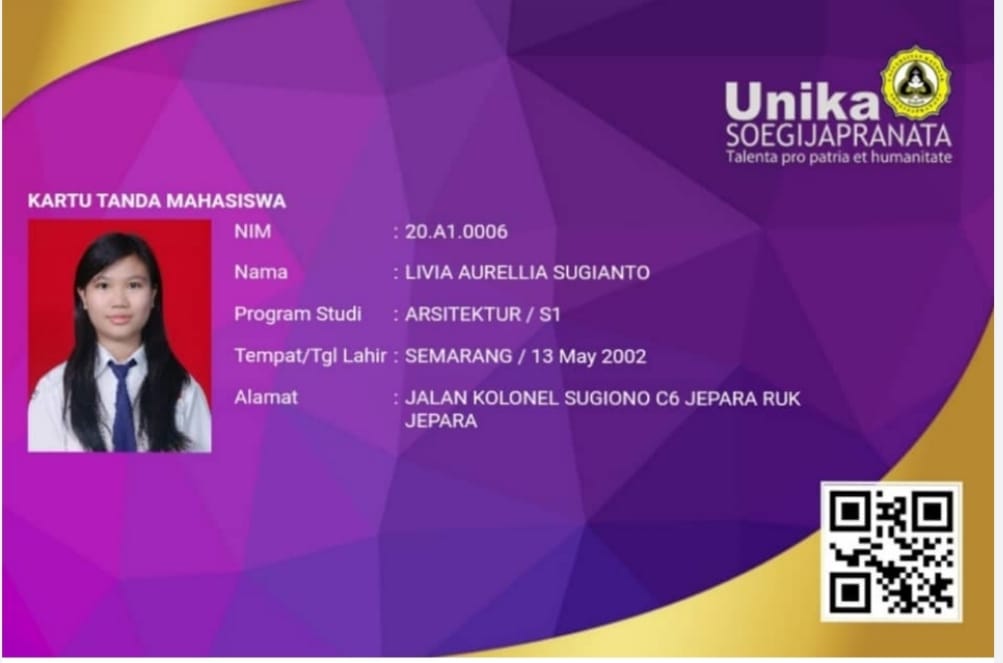 Unika
SOEGIJAPRANATA
Talenta pro patria et humanitate
KARTU TANDA MAHASISWA
NIM : 20.A1.0006
Nama : LIVIA AURELLIA SUGIANTO
Program Studi : ARSITEKTUR / S1
Tempat/Tgl Lahir : SEMARANG / 13 May 2002
Alamat : JALAN KOLONEL SUGIONO C6 JEPARA RUK
JEPARA